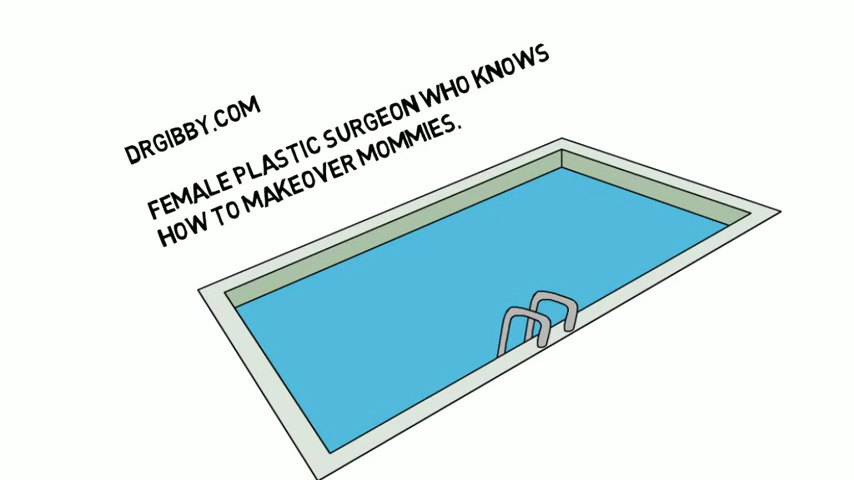 DRGIBBY.COM
FEMALE PLASTIC SURGEON WHO KNOWS
HOW TO MAKEOVER MOMMIES.